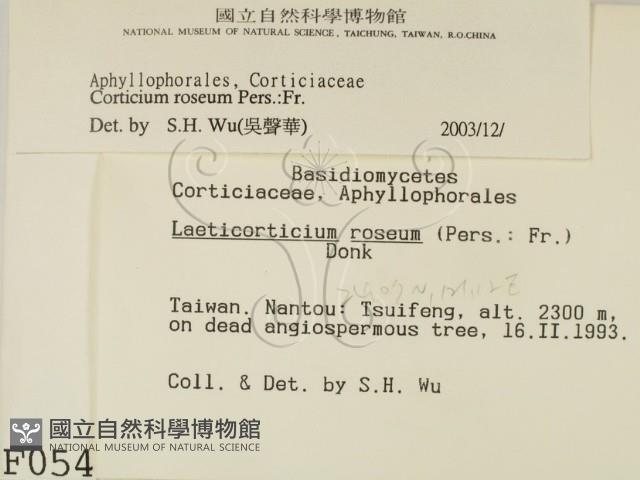 國立自然科學博物館
NATIONAL MUSEUM OF NATURAL SCIENCE, TAICHUNG, TAIWAN, R.O.CHINA
Aphyllophorales, Corticiaceae
Corticium roseum Pers.:Fr.
Det. by S.H. Wu(吳聲華) 2003/12/
Basidiomycetes
Corticiaceae, Aphyllophorales
Laeticorticium roseum (Pers.: Fr.)
Donk
Taiwan. Nantou: Tsuifeng, alt. 2300 m,
on dead angiospermous tree, 16.II.1993.
Coll. & Det. by S.H. Wu
國立自然科學博物館
NATIONAL MUSEUM OF NATURAL SCIENCE
F054